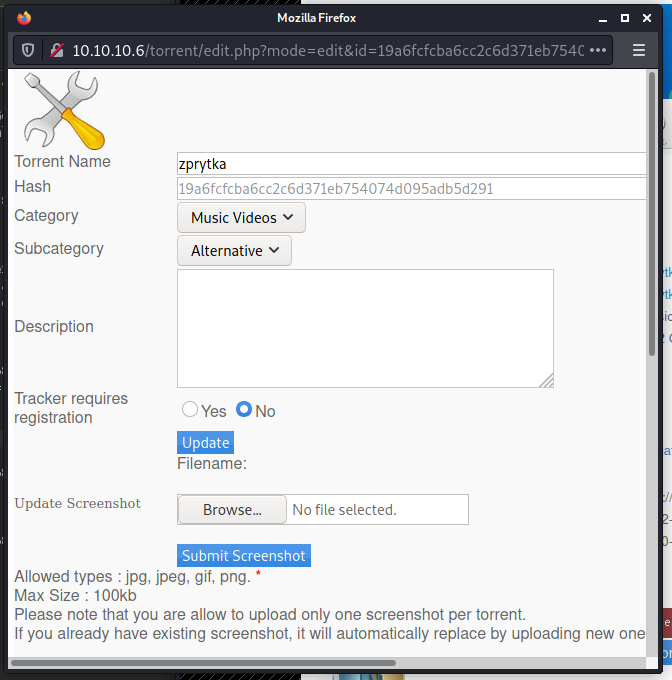 Mozilla Firefox
10.10.10.6/torrent/edit.php?mode=edit&id=19a6fcfcba6cc2c6d371eb7540
Torrent Name
zprytka
Hash
19a6fcfcba6cc2c6d371eb754074d095adb5d291
Category
Music Videos
Subcategory
Alternative
Description
Tracker requires
registration
Yes No
Update
Filename:
Update Screenshot
Browse... No file selected.
Submit Screenshot
Allowed types : jpg, jpeg, gif, png. *
Max Size : 100kb
Please note that you are allow to upload only one screenshot per torrent.
If you already have existing screenshot, it will automatically replace by uploading new one